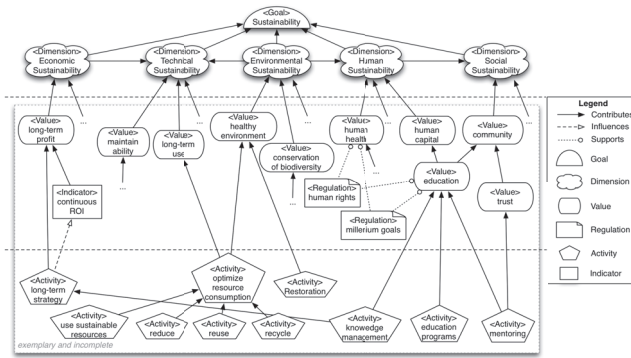 <Goal>
Sustainability
<Dimension>
Economic
Sustainability
<Dimension>
Technical
Sustainability
<Dimension>
Environmental
Sustainability
<Dimension>
Human
Sustainability
<Dimension>
Social
Sustainability
<Value>
long-term
profit
...
<Value>
maintain
ability
...
<Value>
long-term
use
...
<Value>
healthy
environment
...
<Value>
conservation
of biodiversity
...
<Value>
human
health
...
<Value>
human
capital
...
<Value>
community
...
<Indicator>
continuous
ROI
<Regulation>
human rights
<Regulation>
millerium goals
<Value>
education
<Value>
trust
<Activity>
long-term
strategy
<Activity>
optimize
resource
consumption
<Activity>
Restoration
<Activity>
use sustainable
resources
<Activity>
reduce
<Activity>
reuse
<Activity>
recycle
<Activity>
knowledge
management
<Activity>
education
programs
<Activity>
mentoring
exemplary and incomplete
Legend
Contributes
Influences
Supports
Goal
Dimension
Value
Regulation
Activity
Indicator